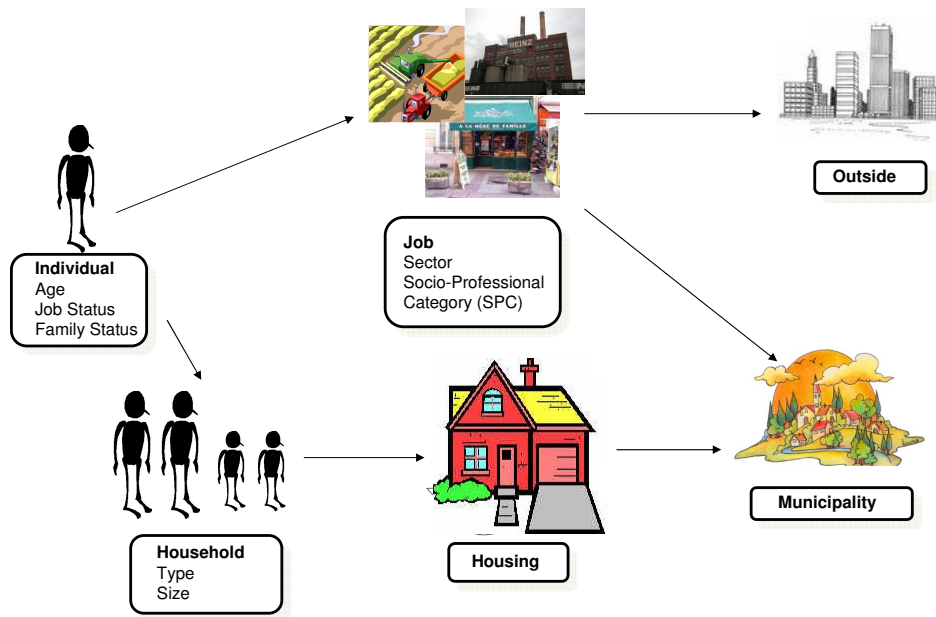 HEINZ
A LA MÈRE DE FAMILLE
Outside
Job
Sector
Socio-Professional
Category (SPC)
Individual
Age
Job Status
Family Status
Municipality
Household
Type
Size
Housing